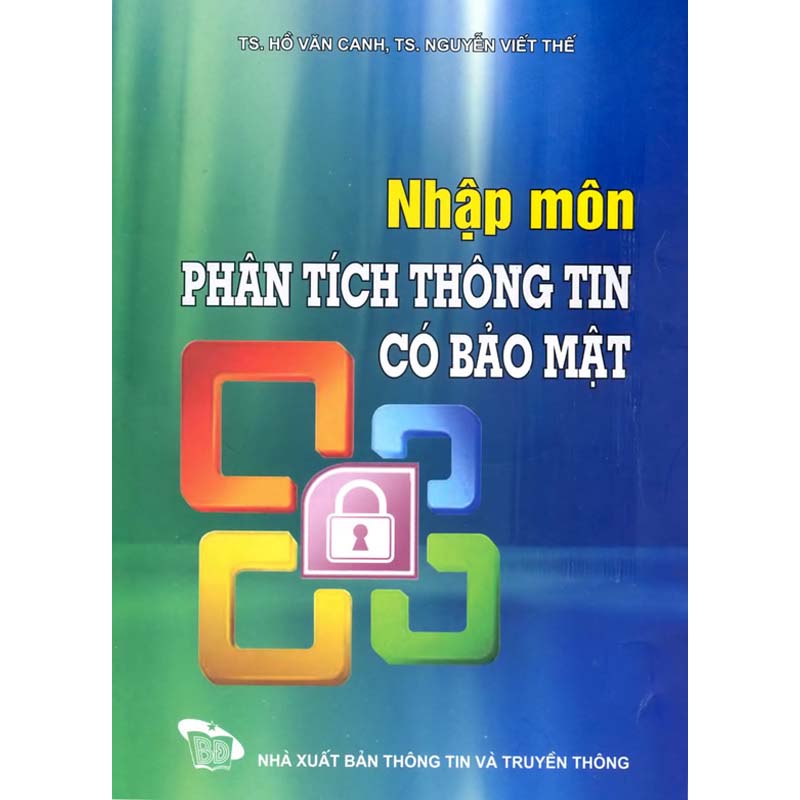 TS. HỒ VĂN CANH, TS. NGUYỄN VIẾT THẾ
Nhập môn
PHÂN TÍCH THÔNG TIN
CÓ BẢO MẬT
BĐ
NHÀ XUẤT BẢN THÔNG TIN VÀ TRUYỀN THÔNG